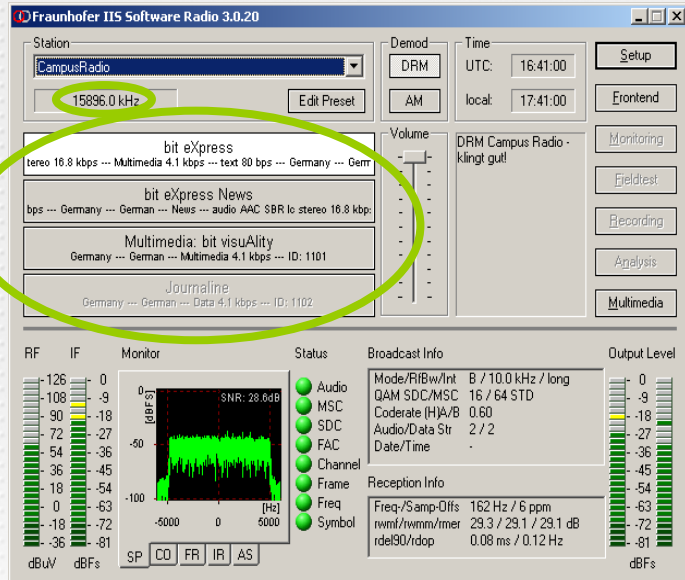 Fraunhofer IIS Software Radio 3.0.20
Station
CampusRadio
15896.0 kHz
Edit Preset
Demod
DRM
AM
Time
UTC: 16:41:00
local: 17:41:00
Setup
Frontend
Monitoring
Fieldtest
Recording
Analysis
Multimedia
bit eXpress
tereo 16.8 kbps --- Multimedia 4.1 kbps --- text 80 bps --- Germany --- Germ
bit eXpress News
bps --- Germany --- German --- News --- audio AAC SBR lc stereo 16.8 kbp:
Multimedia: bit visuAlity
Germany --- German --- Multimedia 4.1 kbps --- ID: 1101
Journaline
Germany --- German --- Data 4.1 kbps --- ID: 1102
Volume
DRM Campus Radio -
klingt gut!
RF IF
126 0
108 -9
90 -18
72 -27
54 -36
36 -45
18 -54
0 -63
-18 -72
-36 -81
dBuV dBFs
Monitor
SNR: 28.6dB
[dBFS]
0
-50
-100
[Hz]
-5000 0 5000
SP CO FR IR AS
Status
Audio
MSC
SDC
FAC
Channel
Frame
Freq
Symbol
Broadcast Info
Mode/RfBw/Int B / 10.0 kHz / long
QAM SDC/MSC 16 / 64 STD
Coderate (H)A/B 0.60
Audio/Data Str 2 / 2
Date/Time -
Reception Info
Freq-/Samp-Offs 162 Hz / 6 ppm
rwmf/rwmm/rmer 29.3 / 29.1 / 29.1 dB
rdel90/rdop 0.08 ms / 0.12 Hz
Output Level
0
-9
-18
-27
-36
-45
-54
-63
-72
-81
dBFs